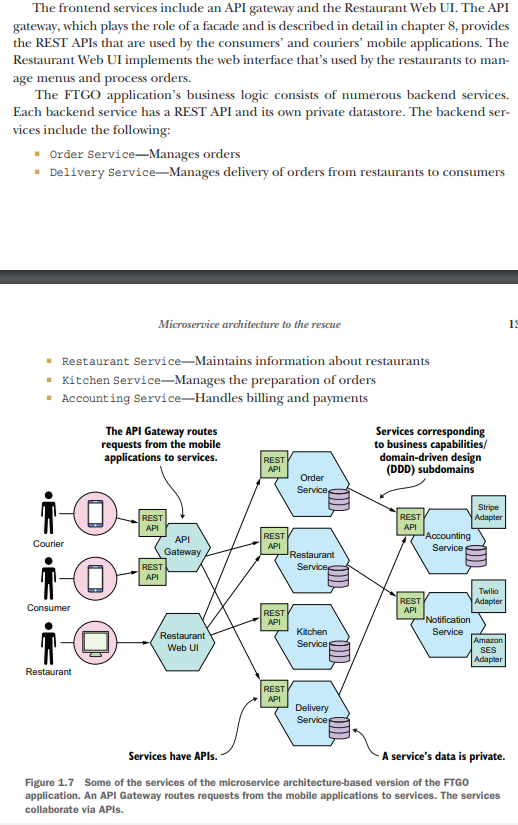 The frontend services include an API gateway and the Restaurant Web UI. The API
gateway, which plays the role of a facade and is described in detail in chapter 8, provides
the REST APIs that are used by the consumers' and couriers' mobile applications. The
Restaurant Web UI implements the web interface that's used by the restaurants to man-
age menus and process orders.
The FTGO application's business logic consists of numerous backend services.
Each backend service has a REST API and its own private datastore. The backend ser-
vices include the following:
■ Order Service—Manages orders
■ Delivery Service—Manages delivery of orders from restaurants to consumers
Microservice architecture to the rescue
■ Restaurant Service—Maintains information about restaurants
■ Kitchen Service—Manages the preparation of orders
■ Accounting Service—Handles billing and payments
The API Gateway routes
requests from the mobile
applications to services.
Services corresponding
to business capabilities/
domain-driven design
(DDD) subdomains
REST
API
Order
Service
Courier
REST
API
API
Gateway
REST
API
Consumer
REST
API
Restaurant
Service
REST
API
Accounting
Service
Stripe
Adapter
Restaurant
Restaurant
Web UI
REST
API
Kitchen
Service
REST
API
Notification
Service
Twilio
Adapter
Amazon
SES
Adapter
REST
API
Delivery
Service
Services have APIs.
A service's data is private.
Figure 1.7 Some of the services of the microservice architecture-based version of the FTGO
application. An API Gateway routes requests from the mobile applications to services. The services
collaborate via APIs.